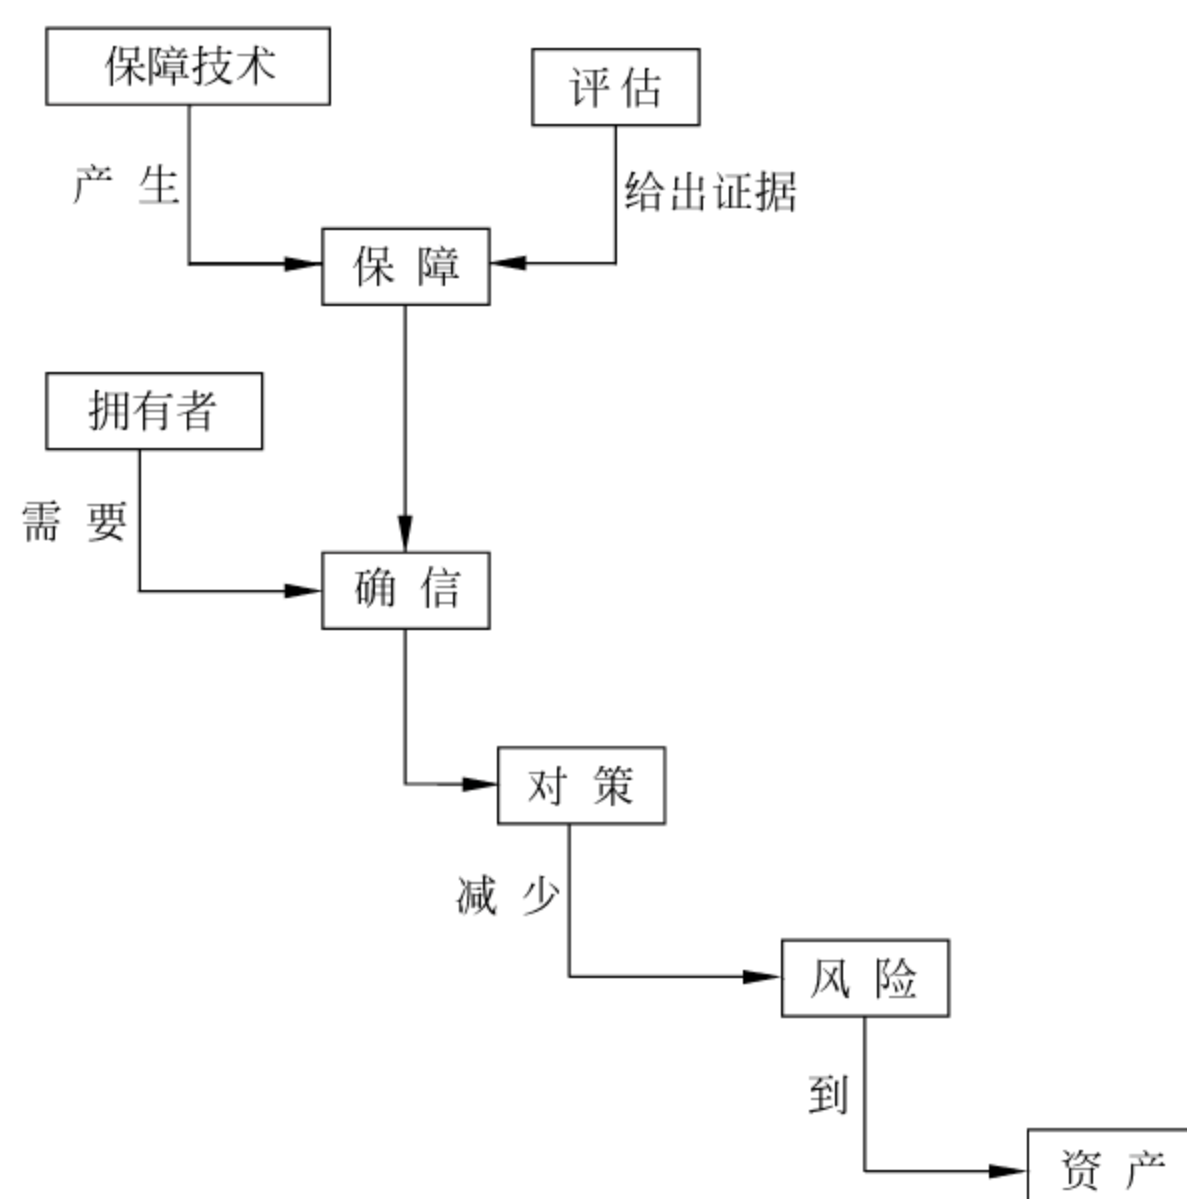 保障技术
评估
产生
给出证据
保障
拥有者
需要
确信
对策
减少
风险
到
资产